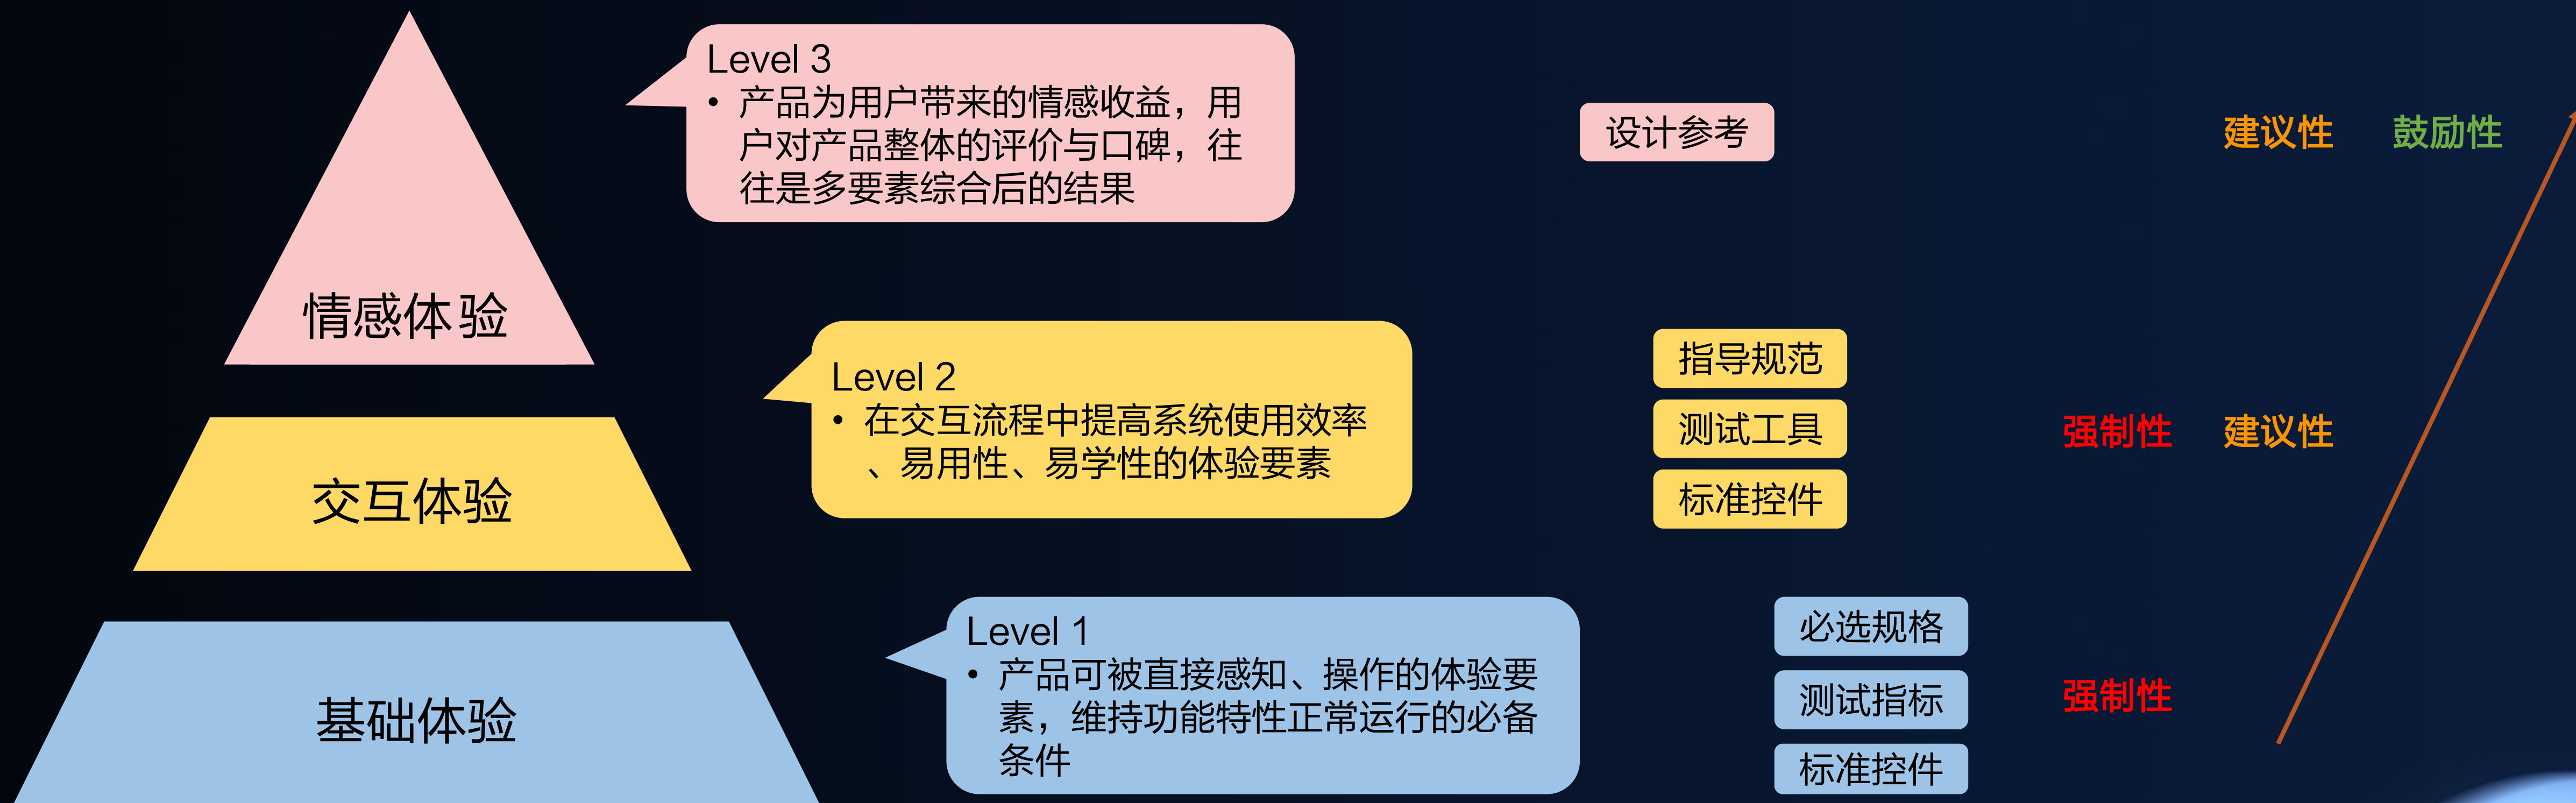 Level 3
• 产品为用户带来的情感收益，用
户对产品整体的评价与口碑，往
往是多要素综合后的结果
设计参考
建议性 鼓励性
情感体验
Level 2
• 在交互流程中提高系统使用效率
、易用性、易学性的体验要素
指导规范
测试工具
标准控件
强制性 建议性
交互体验
Level 1
• 产品可被直接感知、操作的体验要
素，维持功能特性正常运行的必备
条件
必选规格
测试指标
标准控件
强制性
基础体验